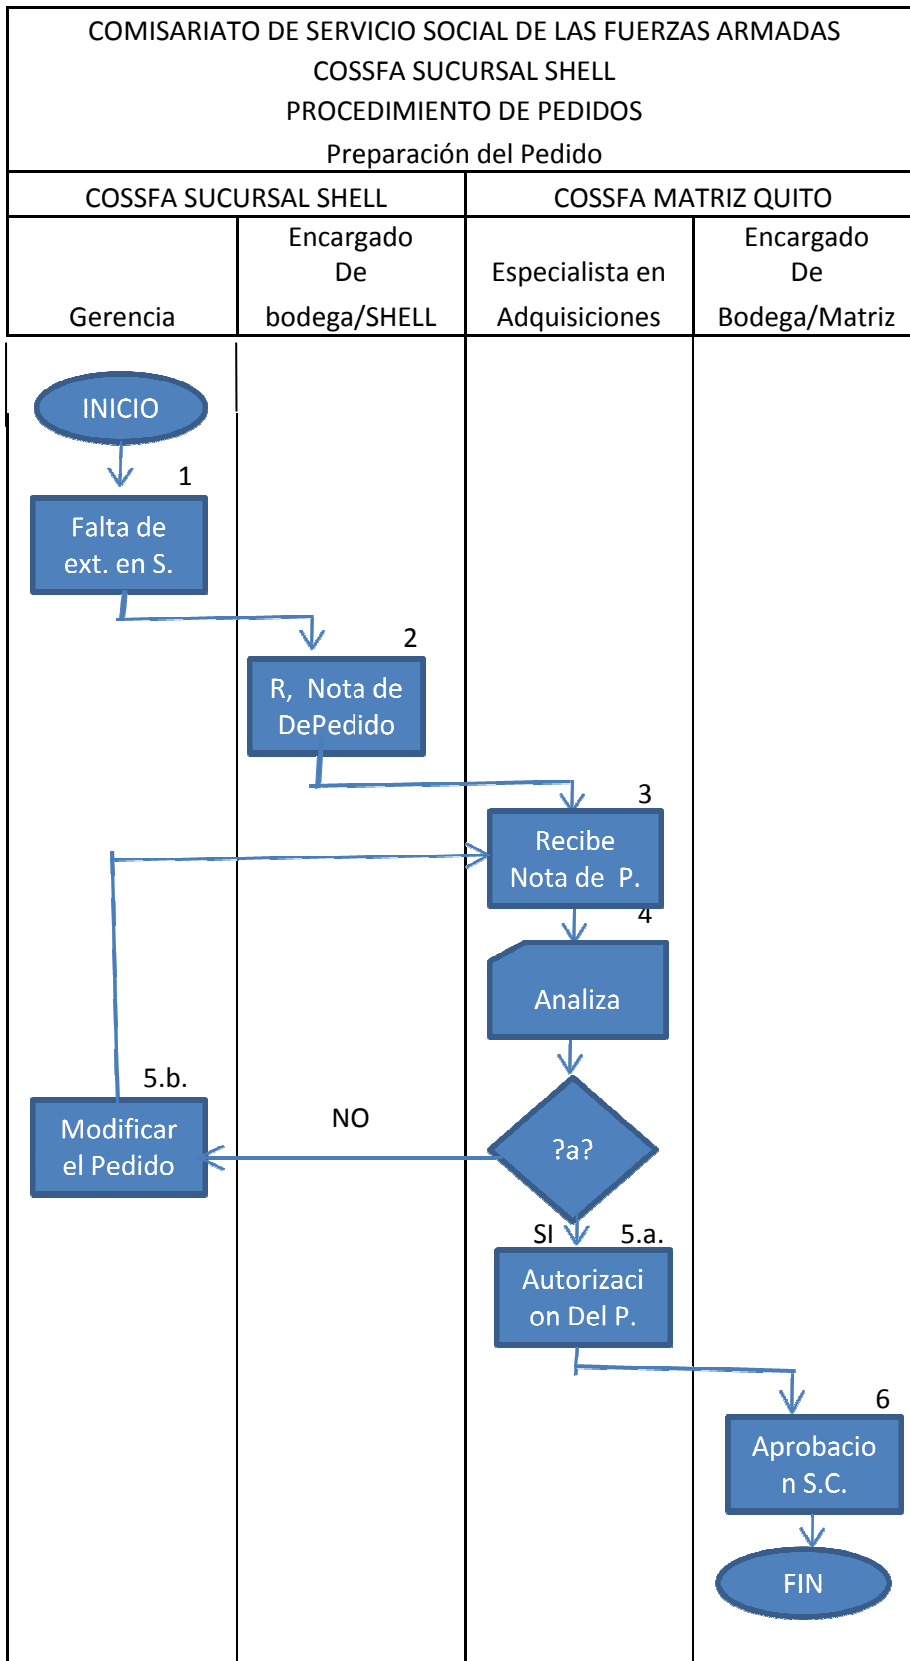 COMISARIATO DE SERVICIO SOCIAL DE LAS FUERZAS ARMADAS
COSSFA SUCURSAL SHELL
PROCEDIMIENTO DE PEDIDOS
Preparación del Pedido
COSSFA SUCURSAL SHELL
COSSFA MATRIZ QUITO
Gerencia
Encargado
De
bodega/SHELL
Especialista en
Adquisiciones
Encargado
De
Bodega/Matriz
INICIO
1
Falta de
ext. en S.
2
R, Nota de
DePedido
3
Recibe
Nota de P.
4
Analiza
?a?
NO
5.b.
Modificar
el Pedido
SI
5.a.
Autorizaci
on Del P.
6
Aprobacio
n S.C.
FIN